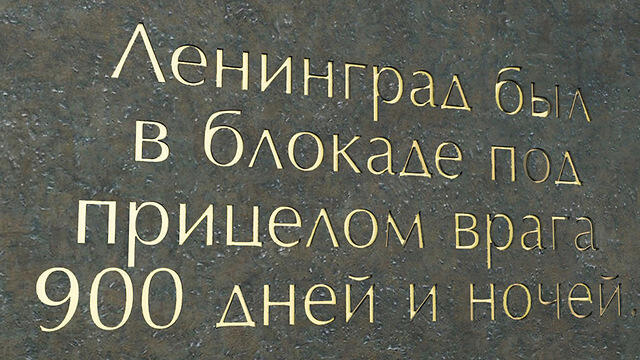 Ленинград был
в блокаде под
прицелом врага
900 дней и ночей.